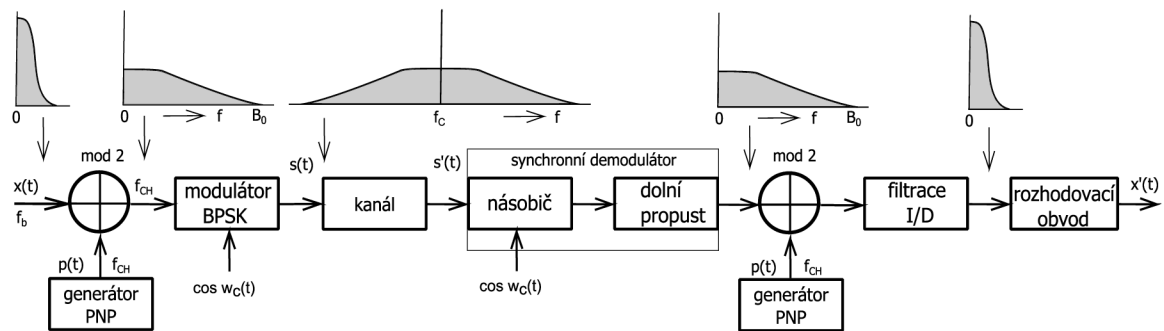 0
0
f
B0
fC
f
0
f
B0
0
mod 2
x(t)
fb
fCH
p(t)
fCH
generátor
PNP
modulátor
BPSK
cos wC(t)
s(t)
kanál
s'(t)
synchronní demodulátor
násobič
cos wC(t)
dolní
propust
mod 2
p(t)
fCH
generátor
PNP
filtrace
I/D
rozhodovací
obvod
x'(t)